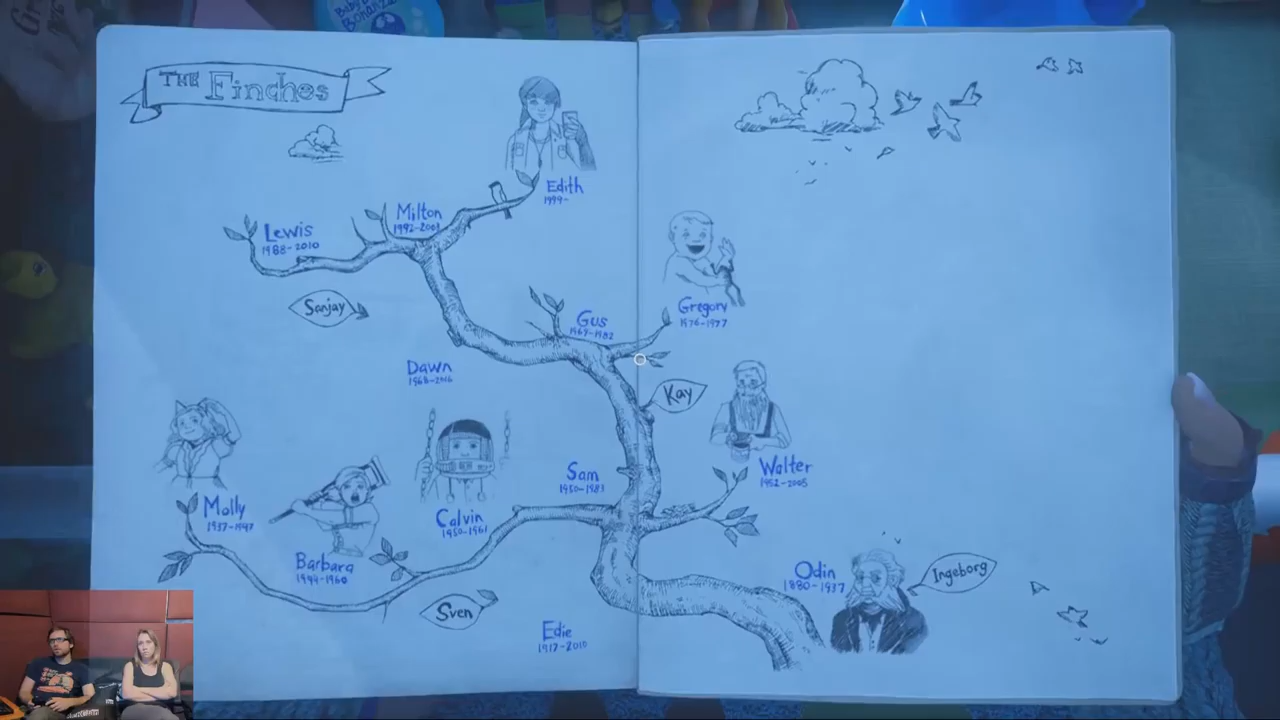 THE Finches
Edith
1999-
Milton
1992-2003
Lewis
1988-2010
Sanjay
Gregory
1976-1977
Gus
1969-1982
Dawn
1968-2016
Kay
Walter
1952-2005
Sam
1950-1983
Calvin
1950-1961
Molly
1937-1947
Barbara
1944-1960
Odin
1880-1937
Ingeborg
Sven
Edie
1917-2010